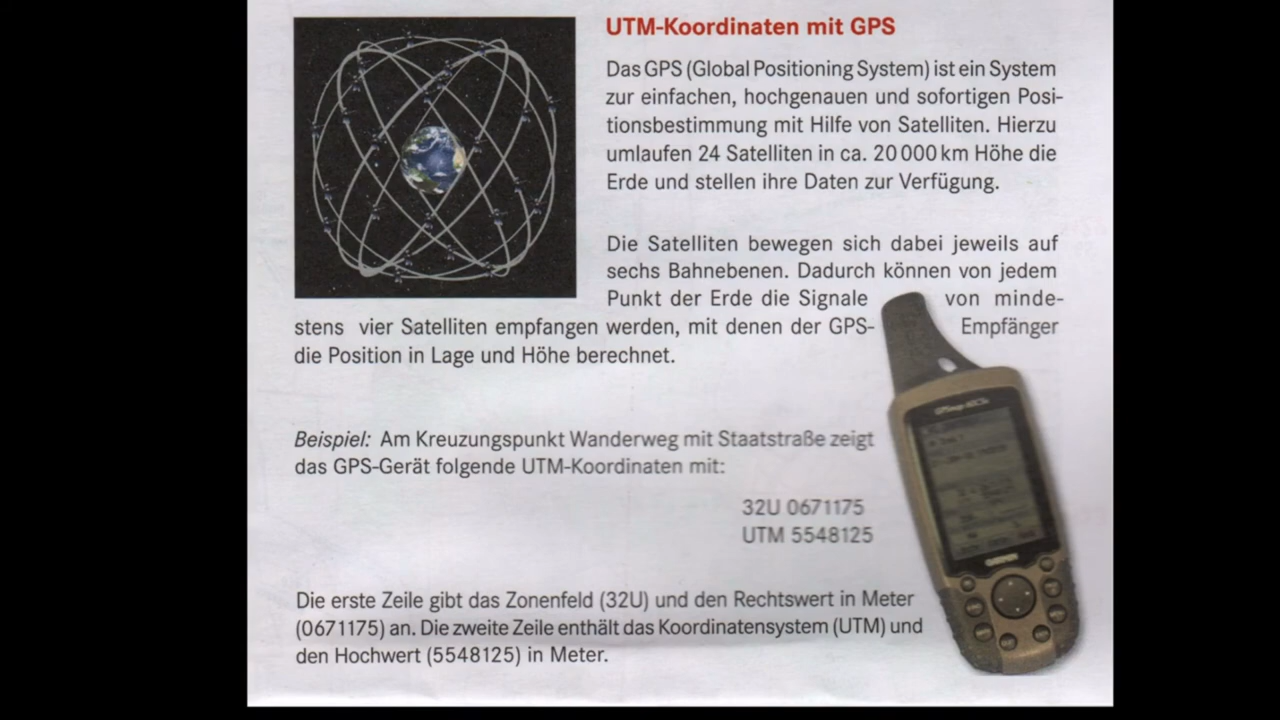 UTM-Koordinaten mit GPS
Das GPS (Global Positioning System) ist ein System
zur einfachen, hochgenauen und sofortigen Posi-
tionsbestimmung mit Hilfe von Satelliten. Hierzu
umlaufen 24 Satelliten in ca. 20 000 km Höhe die
Erde und stellen ihre Daten zur Verfügung.
Die Satelliten bewegen sich dabei jeweils auf
sechs Bahnebenen. Dadurch können von jedem
Punkt der Erde die Signale von minde-
stens vier Satelliten empfangen werden, mit denen der GPS- Empfänger
die Position in Lage und Höhe berechnet.
Beispiel: Am Kreuzungspunkt Wanderweg mit Staatstraße zeigt
das GPS-Gerät folgende UTM-Koordinaten mit:
32U 0671175
UTM 5548125
Die erste Zeile gibt das Zonenfeld (32U) und den Rechtswert in Meter
(0671175) an. Die zweite Zeile enthält das Koordinatensystem (UTM) und
den Hochwert (5548125) in Meter.
GARMIN